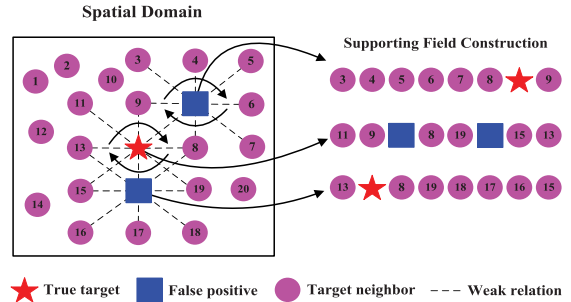 Spatial Domain
Supporting Field Construction
3 4 5 6 7 8 9
11 9 8 19 15 13
13 8 19 18 17 16 15
1 2 10 3 4 5
11 9 6
12
13 8 7
14 15 19 20
16 17 18
True target False positive Target neighbor Weak relation